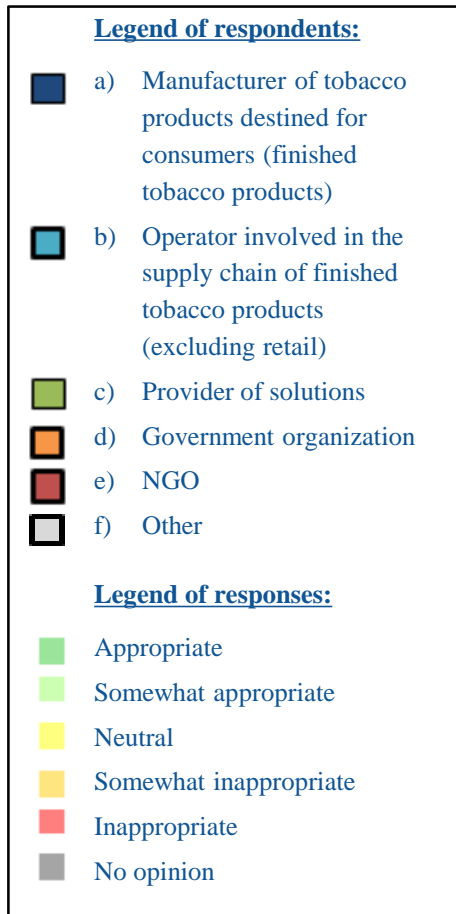 Legend of respondents:
a) Manufacturer of tobacco
products destined for
consumers (finished
tobacco products)
b) Operator involved in the
supply chain of finished
tobacco products
(excluding retail)
c) Provider of solutions
d) Government organization
e) NGO
f) Other
Legend of responses:
Appropriate
Somewhat appropriate
Neutral
Somewhat inappropriate
Inappropriate
No opinion